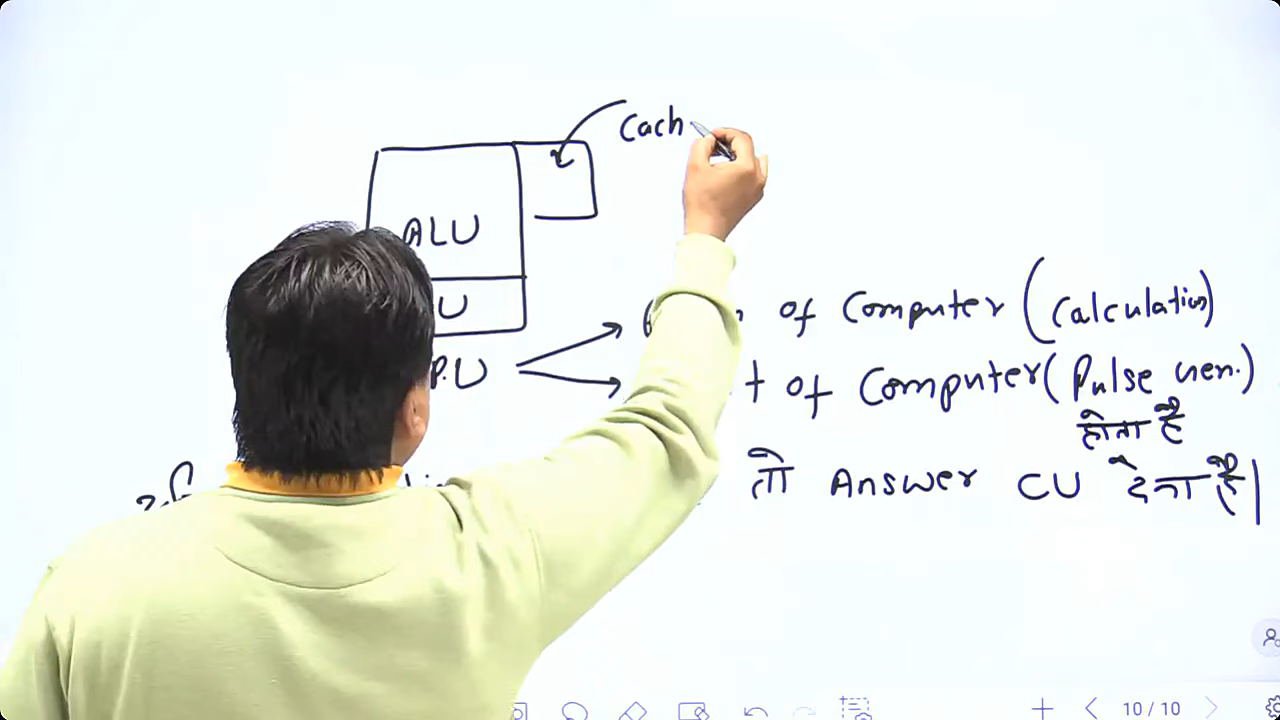 Cach
ALU
U
of Computer (Calculation)
P.U
of Computer (Pulse Gen.)
होता है
तो Answer CU देना है|
10 / 10